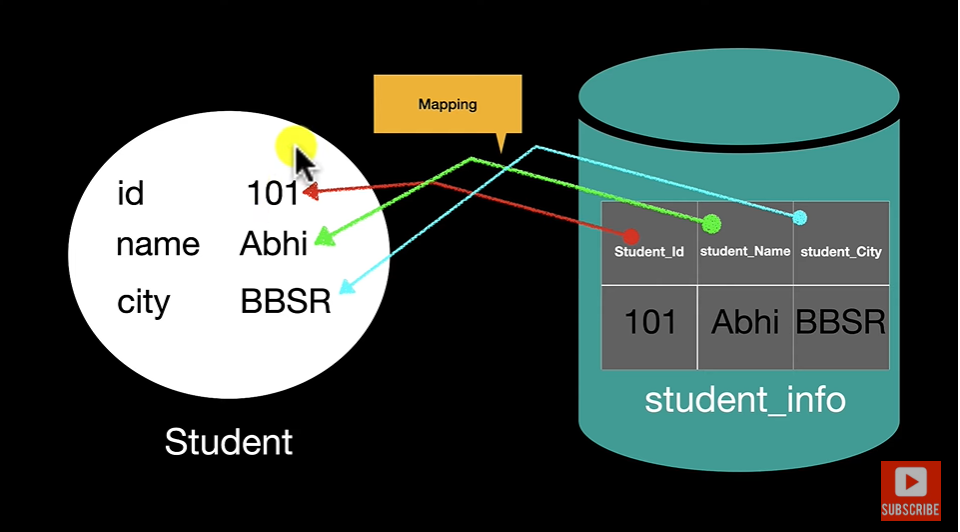 Mapping
id 101
name Abhi
city BBSR
Student
Student_Id student_Name student_City
101 Abhi BBSR
student_info
SUBSCRIBE